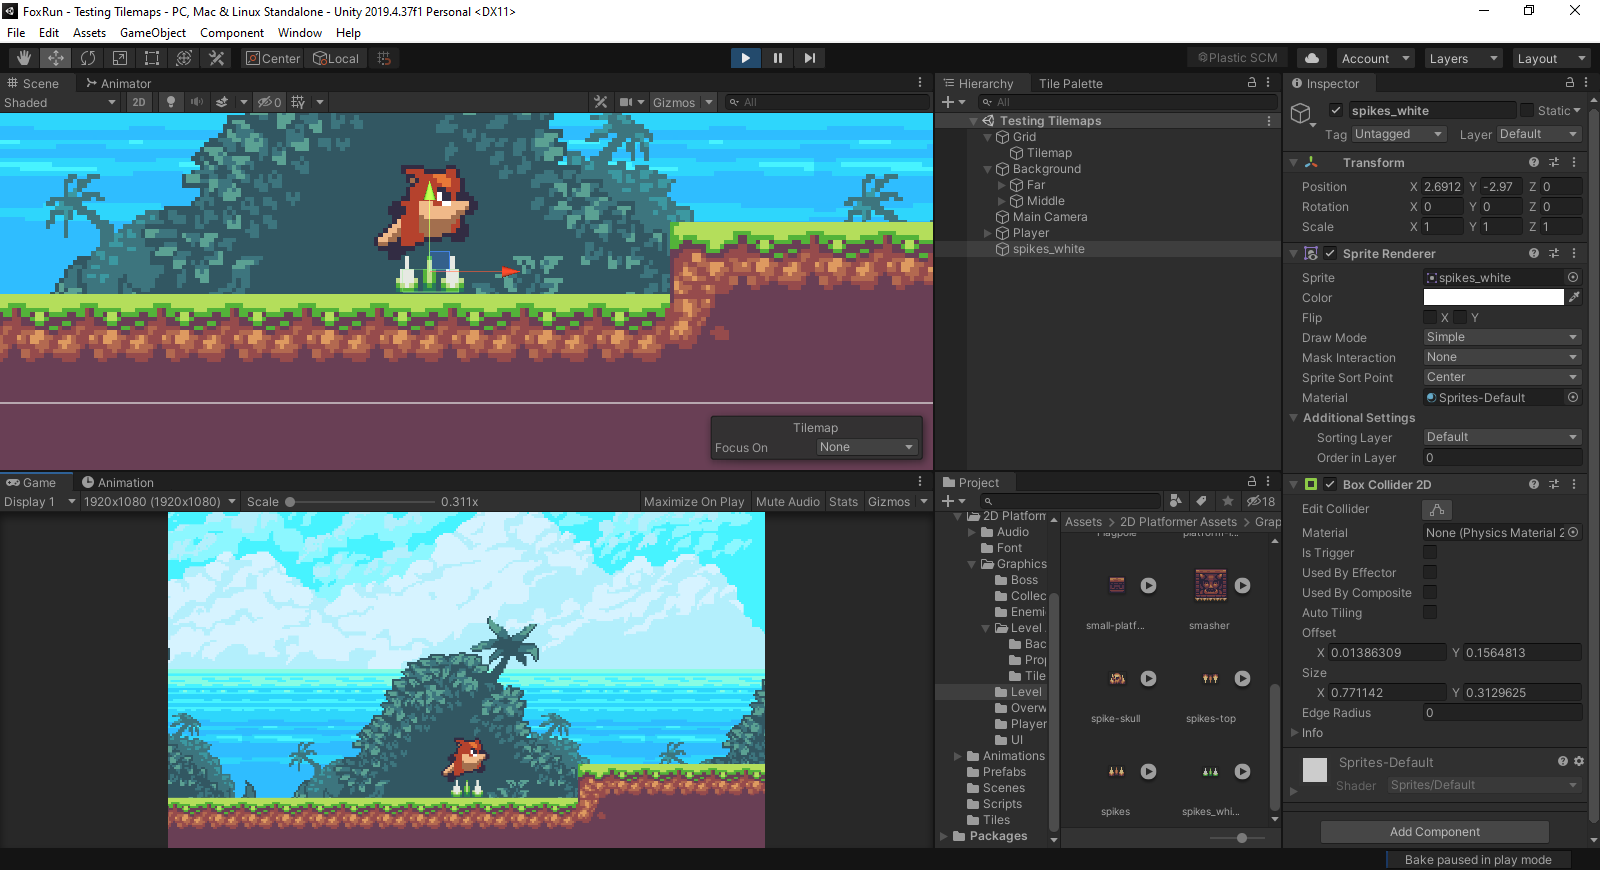 FoxRun - Testing Tilemaps - PC, Mac & Linux Standalone - Unity 2019.4.37f1 Personal <DX11>
File Edit Assets GameObject Component Window Help
Center Local Plastic SCM Account Layers Layout
Scene Animator
Shaded 2D 0 Gizmos All
Tilemap
Focus On None
Game Animation
Display 1 1920x1080 (1920x1080) Scale 0.311x Maximize On Play Mute Audio Stats Gizmos
Hierarchy Tile Palette
All
Testing Tilemaps
Grid
Tilemap
Background
Far
Middle
Main Camera
Player
spikes_white
Project
18
2D Platform
Audio
Font
Graphics
Boss
Collec
Enemi
Level
Bac
Pro
Tile
Level
Overw
Player
UI
Animations
Prefabs
Scenes
Scripts
Tiles
Packages
Assets > 2D Platformer Assets > Grap
small-platf...
smasher
spike-skull
spikes-top
spikes
spikes_whi...
Inspector
spikes_white Static
Tag Untagged Layer Default
Transform
Position X 2.6912 Y -2.97 Z 0
Rotation X 0 Y 0 Z 0
Scale X 1 Y 1 Z 1
Sprite Renderer
Sprite spikes_white
Color
Flip X Y
Draw Mode Simple
Mask Interaction None
Sprite Sort Point Center
Material Sprites-Default
Additional Settings
Sorting Layer Default
Order in Layer 0
Box Collider 2D
Edit Collider
Material None (Physics Material 2
Is Trigger
Used By Effector
Used By Composite
Auto Tiling
Offset
X 0.01386309 Y 0.1564813
Size
X 0.771142 Y 0.3129625
Edge Radius 0
Info
Sprites-Default
Shader Sprites/Default
Add Component
Bake paused in play mode